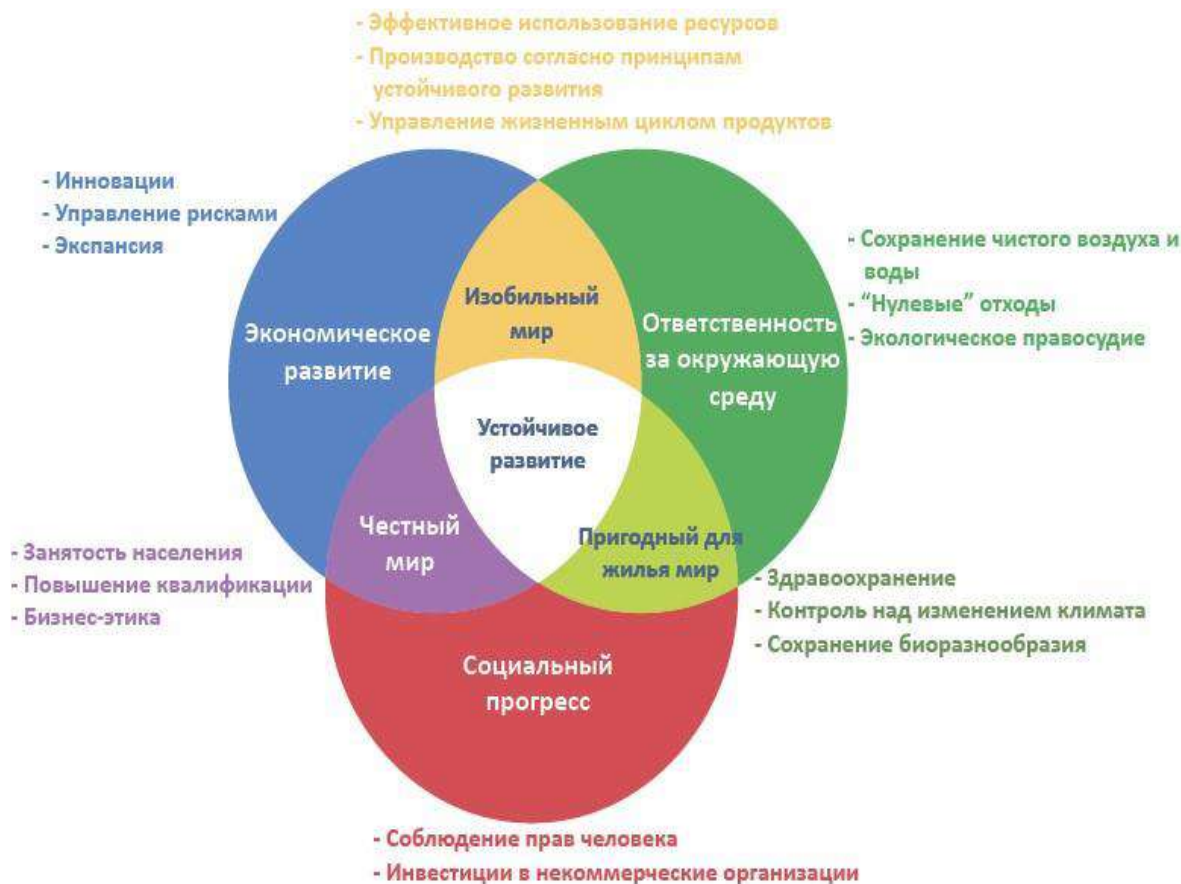 - Эффективное использование ресурсов
- Производство согласно принципам
устойчивого развития
- Управление жизненным циклом продуктов
- Инновации
- Управление рисками
- Экспансия
- Сохранение чистого воздуха и
воды
- “Нулевые” отходы
- Экологическое правосудие
Экономическое
развитие
Изобильный
мир
Ответственность
за окружающую
среду
Устойчивое
развитие
Честный
мир
Пригодный для
жилья мир
- Занятость населения
- Повышение квалификации
- Бизнес-этика
- Здравоохранение
- Контроль над изменением климата
- Сохранение биоразнообразия
Социальный
прогресс
- Соблюдение прав человека
- Инвестиции в некоммерческие организации